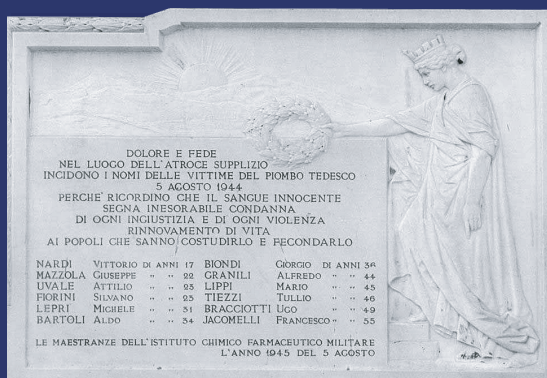 DOLORE E FEDE
NEL LUOGO DELL'ATROCE SUPPLIZIO
INCIDONO I NOMI DELLE VITTIME DEL PIOMBO TEDESCO
5 AGOSTO 1944
PERCHE' RICORDINO CHE IL SANGUE INNOCENTE
SEGNA INESORABILE CONDANNA
DI OGNI INGIUSTIZIA E DI OGNI VIOLENZA
RINNOVAMENTO DI VITA
AI POPOLI CHE SANNO COSTUDIRLO E FECONDARLO
NARDI VITTORIO DI ANNI 17 BIONDI GIORGIO DI ANNI 36
MAZZOLA GIUSEPPE " " 22 GRANILI ALFREDO " " 44
UVALE ATTILIO " " 23 LIPPI MARIO " " 45
FIORINI SILVANO " " 23 TIEZZI TULLIO " " 46
LEPRI MICHELE " " 31 BRACCIOTTI UGO " " 49
BARTOLI ALDO " " 34 JACOMELLI FRANCESCO " " 55
LE MAESTRANZE DELL'ISTITUTO CHIMICO FARMACEUTICO MILITARE
L'ANNO 1945 DEL 5 AGOSTO